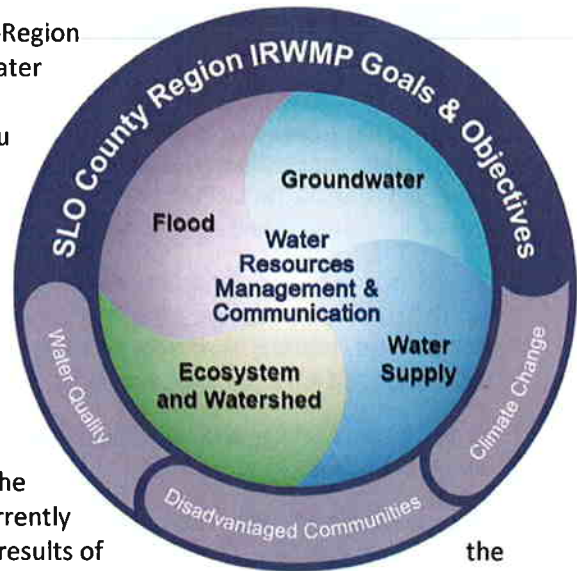 -Region
ater
u
SLO County Region IRWMP Goals & Objectives
Groundwater
Flood
Water
Resources
Management &
Communication
Water
Supply
Ecosystem
and Watershed
Water Quality
Disadvantaged Communities
Climate Change
he
rrently
results of the